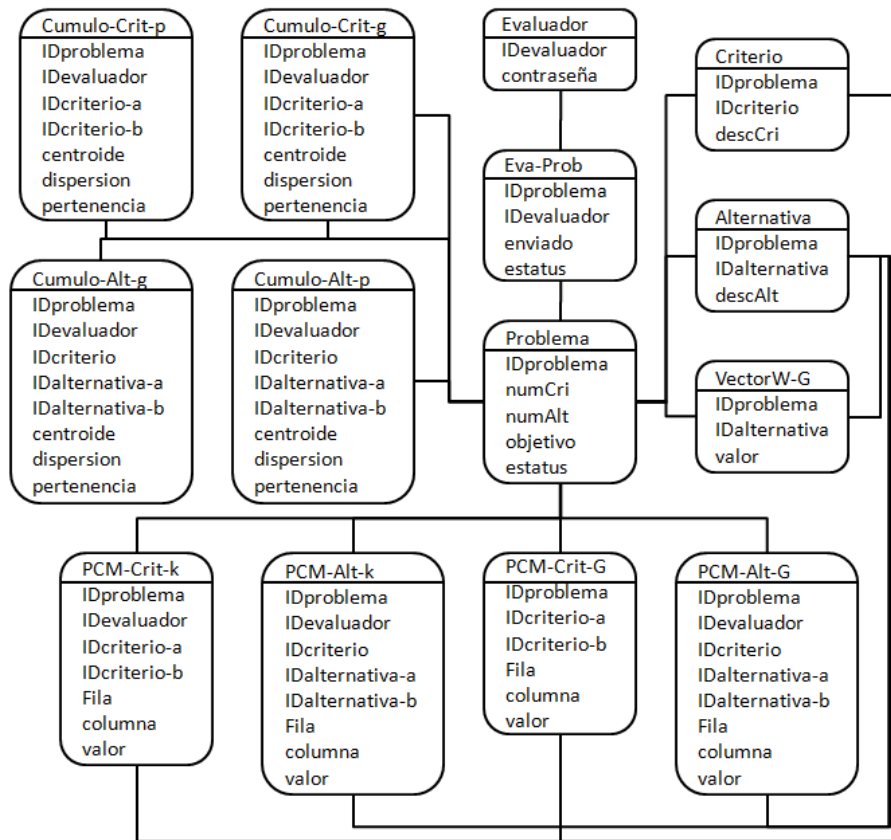 Cumulo-Crit-p
IDproblema
IDevaluador
IDcriterio-a
IDcriterio-b
centroide
dispersion
pertenencia
Cumulo-Crit-g
IDproblema
IDevaluador
IDcriterio-a
IDcriterio-b
centroide
dispersion
pertenencia
Evaluador
IDevaluador
contraseña
Criterio
IDproblema
IDcriterio
descCri
Eva-Prob
IDproblema
IDevaluador
enviado
estatus
Alternativa
IDproblema
IDalternativa
descAlt
Cumulo-Alt-g
IDproblema
IDevaluador
IDcriterio
IDalternativa-a
IDalternativa-b
centroide
dispersion
pertenencia
Cumulo-Alt-p
IDproblema
IDevaluador
IDcriterio
IDalternativa-a
IDalternativa-b
centroide
dispersion
pertenencia
Problema
IDproblema
numCri
numAlt
objetivo
estatus
VectorW-G
IDproblema
IDalternativa
valor
PCM-Crit-k
IDproblema
IDevaluador
IDcriterio-a
IDcriterio-b
Fila
columna
valor
PCM-Alt-k
IDproblema
IDevaluador
IDcriterio
IDalternativa-a
IDalternativa-b
Fila
columna
valor
PCM-Crit-G
IDproblema
IDcriterio-a
IDcriterio-b
Fila
columna
valor
PCM-Alt-G
IDproblema
IDevaluador
IDcriterio
IDalternativa-a
IDalternativa-b
Fila
columna
valor